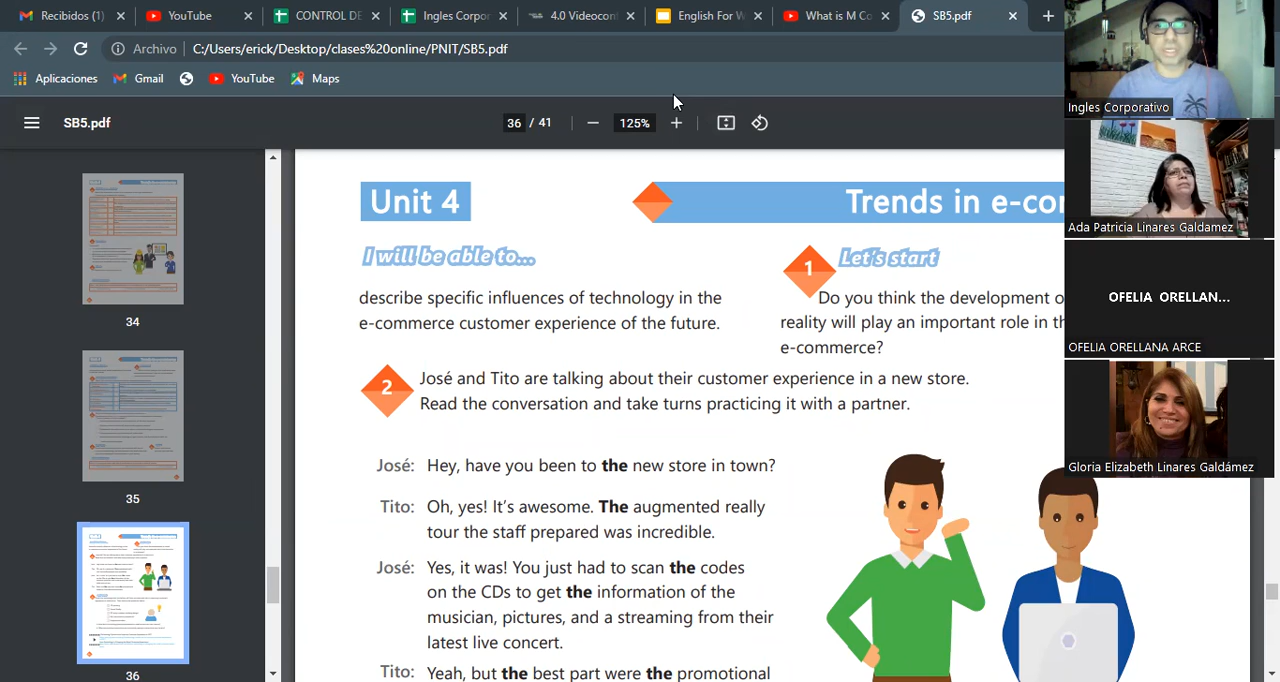 Recibidos (1)
YouTube
CONTROL DE
Ingles Corpor
4.0 Videocont
English For W
What is M Co
SB5.pdf
Archivo
C:/Users/erick/Desktop/clases%20online/PNIT/SB5.pdf
Aplicaciones
Gmail
YouTube
Maps
SB5.pdf
36 / 41
125%
34
35
36
Unit 4
Trends in e-co
I will be able to...
describe specific influences of technology in the
e-commerce customer experience of the future.
1
Let's start
Do you think the development o
reality will play an important role in th
e-commerce?
2
José and Tito are talking about their customer experience in a new store.
Read the conversation and take turns practicing it with a partner.
José: Hey, have you been to the new store in town?
Tito: Oh, yes! It's awesome. The augmented really
tour the staff prepared was incredible.
José: Yes, it was! You just had to scan the codes
on the CDs to get the information of the
musician, pictures, and a streaming from their
latest live concert.
Tito: Yeah, but the best part were the promotional
Ingles Corporativo
Ada Patricia Linares Galdamez
OFELIA ORELLAN...
OFELIA ORELLANA ARCE
Gloria Elizabeth Linares Galdámez